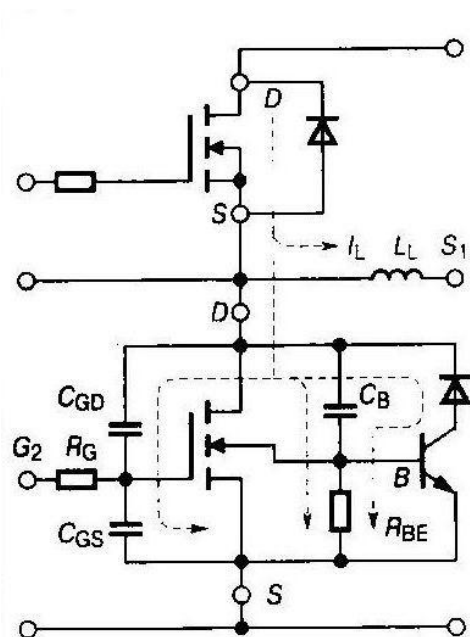 D
S
I_L L_L S_1
D
C_GD
C_B
G_2 R_G
B
C_GS
R_BE
S